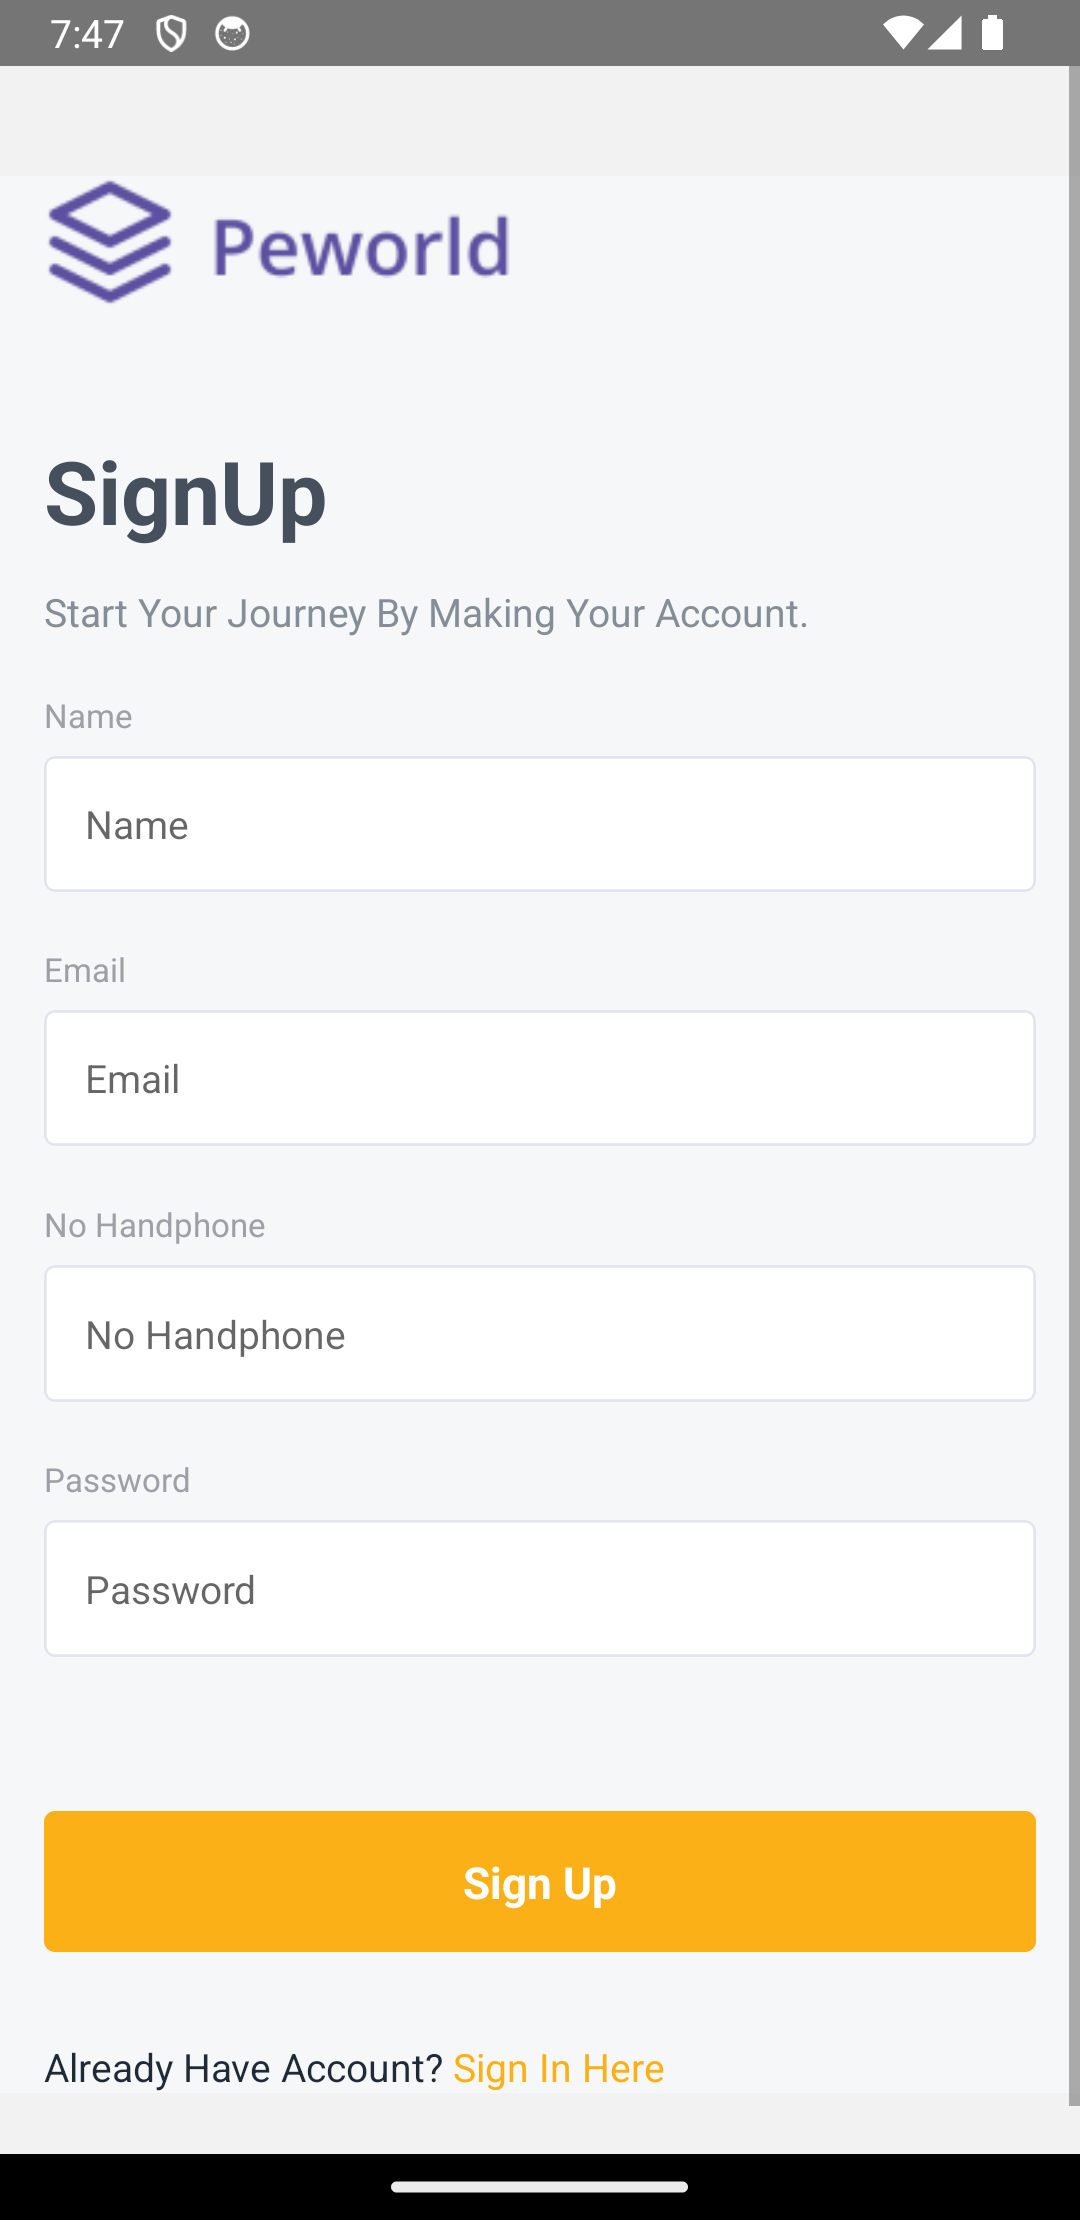 7:47
Peworld
SignUp
Start Your Journey By Making Your Account.
Name
Name
Email
Email
No Handphone
No Handphone
Password
Password
Sign Up
Already Have Account? Sign In Here